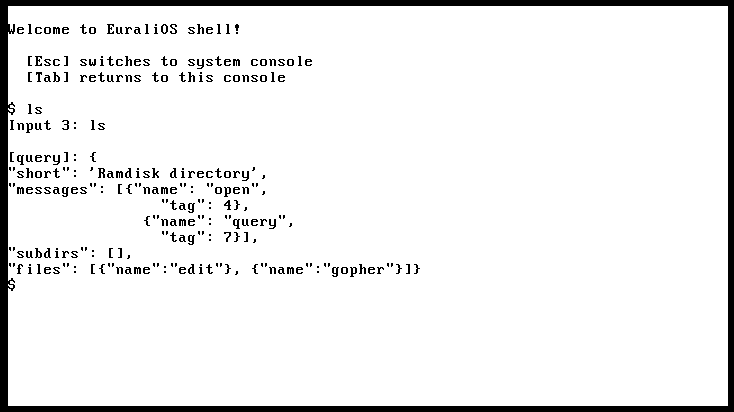 Welcome to EuraliOS shell!
[Esc] switches to system console
[Tab] returns to this console
$ ls
Input 3: ls
[query]: {
"short": 'Ramdisk directory',
"messages": [{"name": "open",
"tag": 4},
{"name": "query",
"tag": 7}],
"subdirs": [],
"files": [{"name":"edit"}, {"name":"gopher"}]}
$